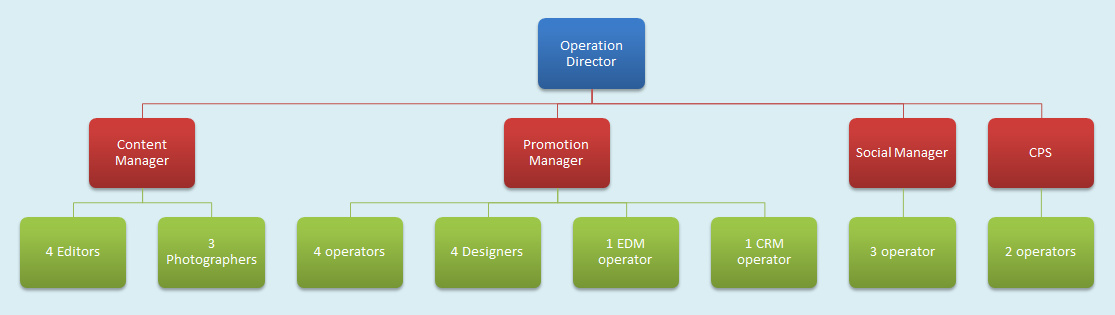 Operation
Director
Content
Manager
Promotion
Manager
Social Manager
CPS
4 Editors
3
Photographers
4 operators
4 Designers
1 EDM
operator
1 CRM
operator
3 operator
2 operators